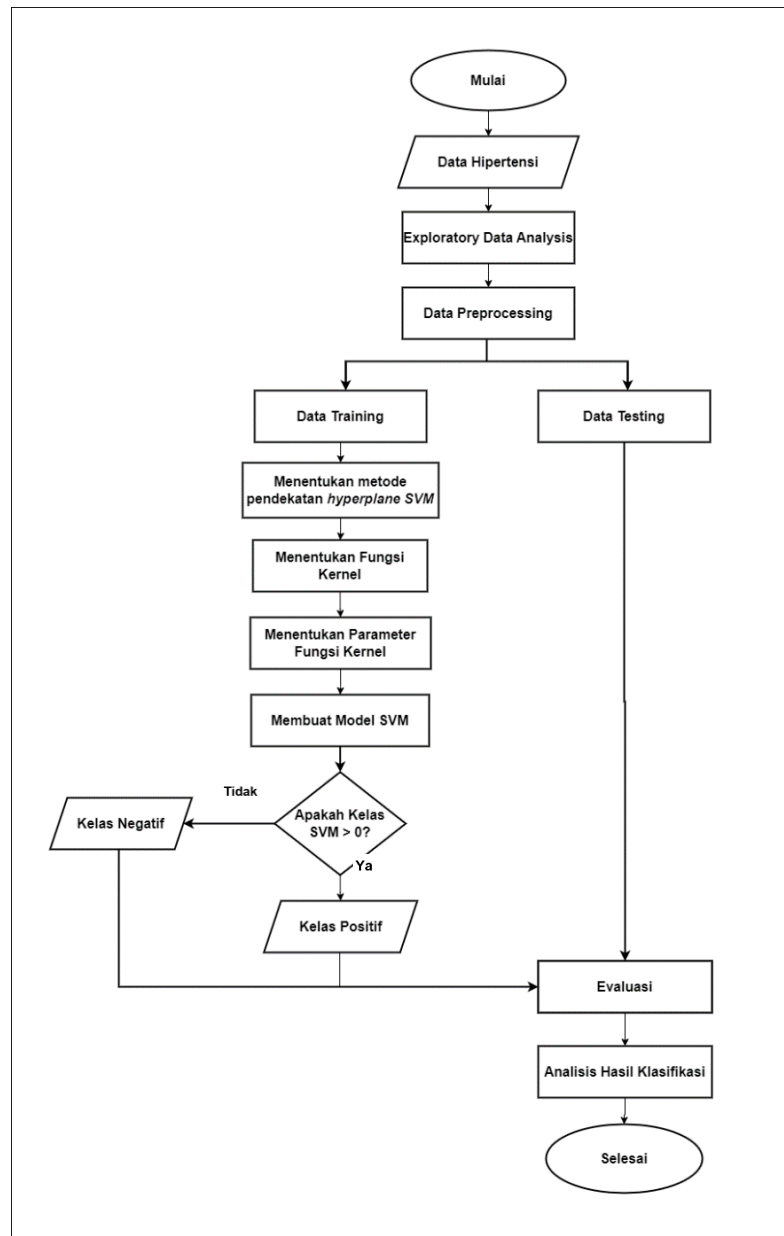 Mulai
Data Hipertensi
Exploratory Data Analysis
Data Preprocessing
Data Training
Data Testing
Menentukan metode
pendekatan hyperplane SVM
Menentukan Fungsi
Kernel
Menentukan Parameter
Fungsi Kernel
Membuat Model SVM
Tidak
Kelas Negatif
Apakah Kelas
SVM > 0?
Ya
Kelas Positif
Evaluasi
Analisis Hasil Klasifikasi
Selesai